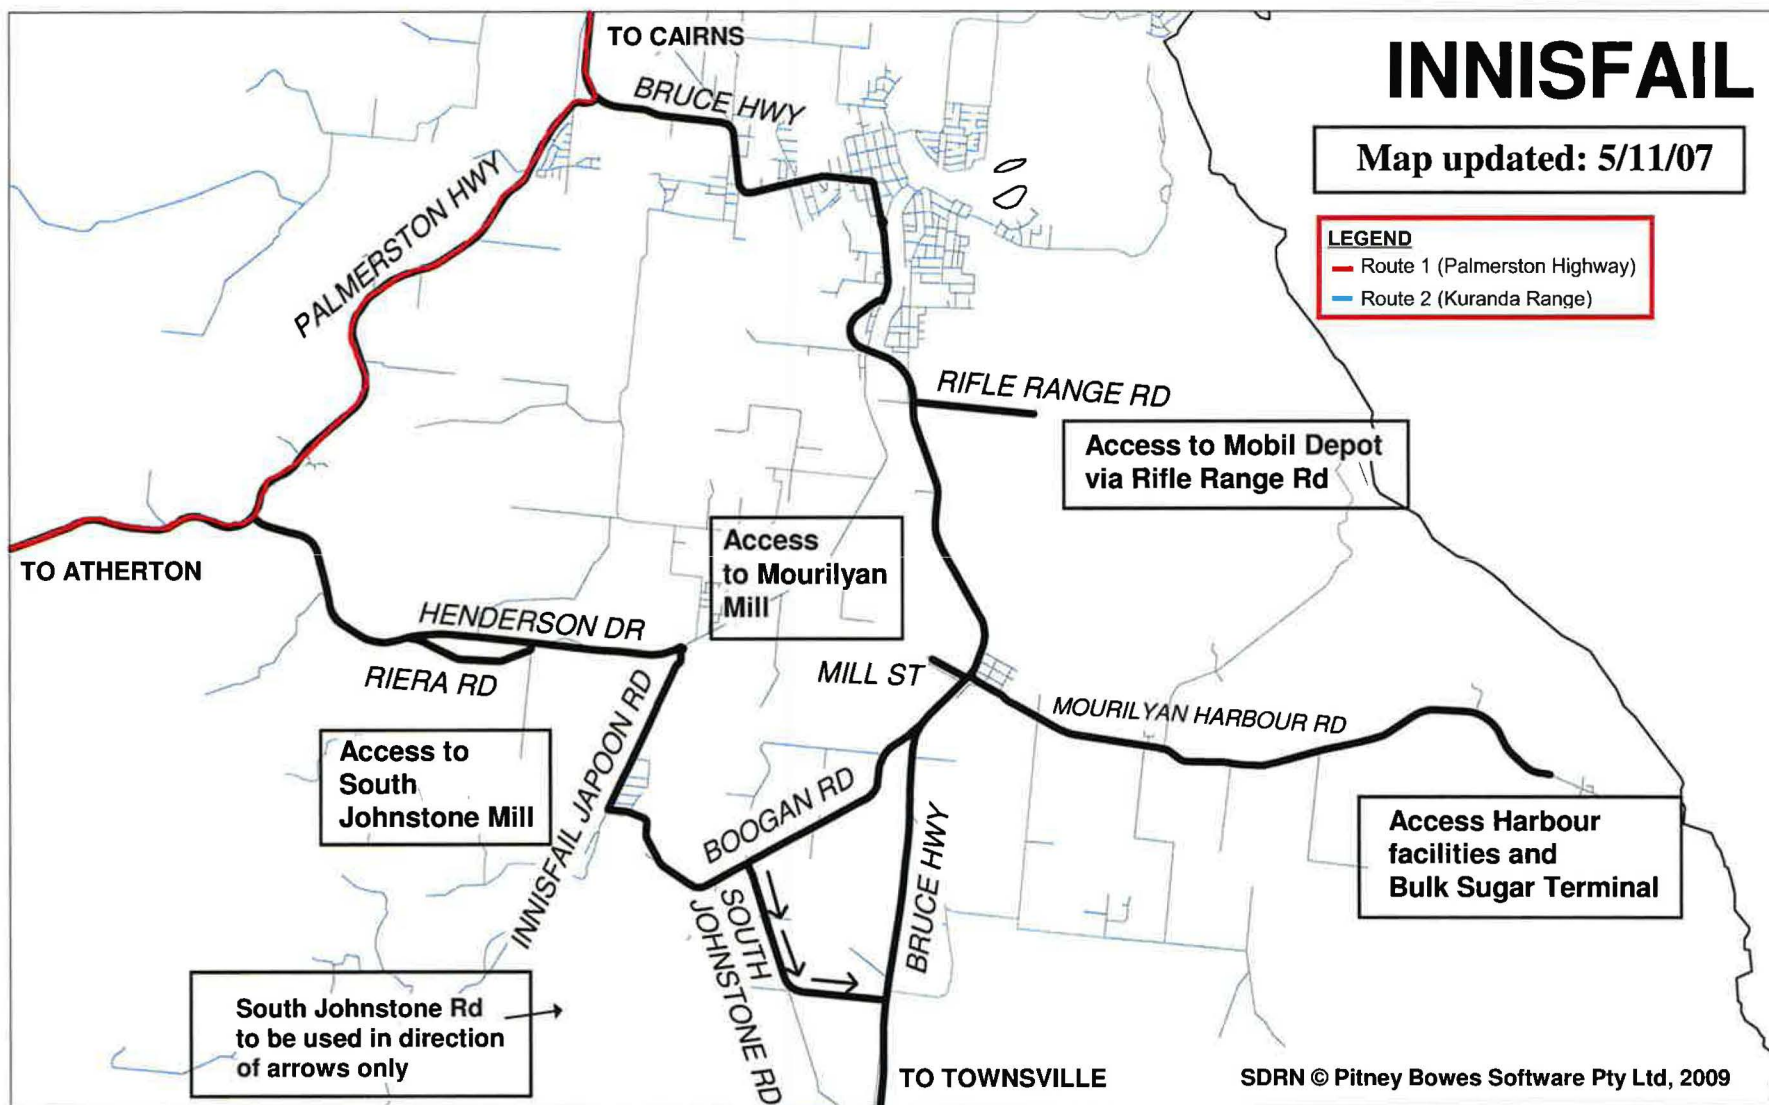 INNISFAIL
TO CAIRNS
BRUCE HWY
Map updated: 5/11/07
LEGEND
Route 1 (Palmerston Highway)
Route 2 (Kuranda Range)
PALMERSTON HWY
RIFLE RANGE RD
Access to Mobil Depot
via Rifle Range Rd
TO ATHERTON
Access
to Mourilyan
Mill
HENDERSON DR
RIERA RD
MILL ST
MOURILYAN HARBOUR RD
INNISFAIL JAPOON RD
Access to
South
Johnstone Mill
BOOGAN RD
BRUCE HWY
Access Harbour
facilities and
Bulk Sugar Terminal
SOUTH
JOHNSTONE RD
South Johnstone Rd
to be used in direction
of arrows only
TO TOWNSVILLE
SDRN © Pitney Bowes Software Pty Ltd, 2009